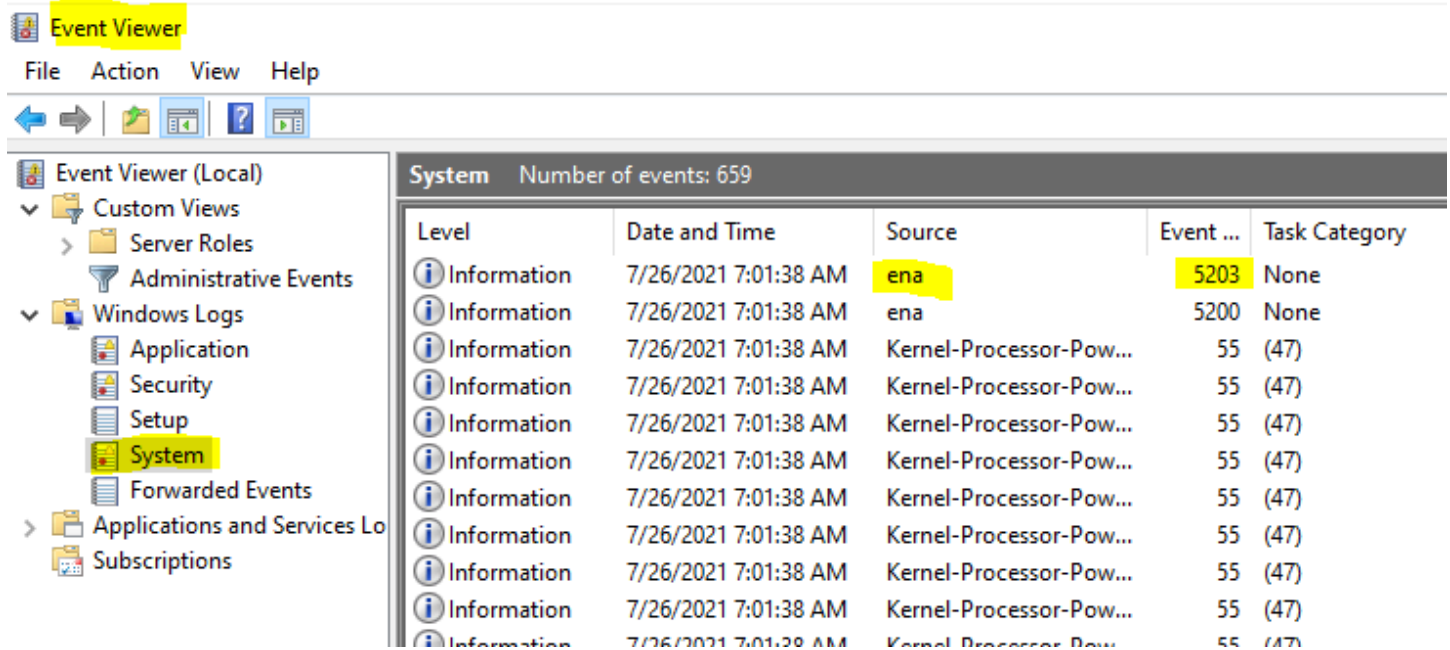 Event Viewer
File Action View Help
Event Viewer (Local)
Custom Views
Server Roles
Administrative Events
Windows Logs
Application
Security
Setup
System
Forwarded Events
Applications and Services Lo
Subscriptions
System Number of events: 659
Level Date and Time Source Event ... Task Category
Information 7/26/2021 7:01:38 AM ena 5203 None
Information 7/26/2021 7:01:38 AM ena 5200 None
Information 7/26/2021 7:01:38 AM Kernel-Processor-Pow... 55 (47)
Information 7/26/2021 7:01:38 AM Kernel-Processor-Pow... 55 (47)
Information 7/26/2021 7:01:38 AM Kernel-Processor-Pow... 55 (47)
Information 7/26/2021 7:01:38 AM Kernel-Processor-Pow... 55 (47)
Information 7/26/2021 7:01:38 AM Kernel-Processor-Pow... 55 (47)
Information 7/26/2021 7:01:38 AM Kernel-Processor-Pow... 55 (47)
Information 7/26/2021 7:01:38 AM Kernel-Processor-Pow... 55 (47)
Information 7/26/2021 7:01:38 AM Kernel-Processor-Pow... 55 (47)
Information 7/26/2021 7:01:38 AM Kernel-Processor-Pow... 55 (47)